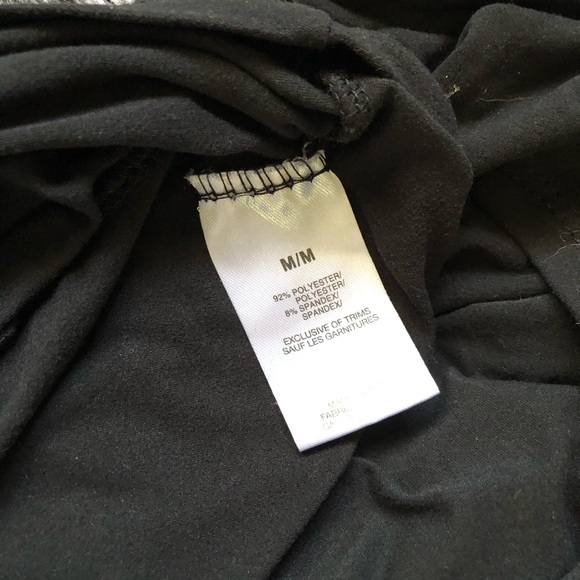 M/M
92% POLYESTER/
POLYESTER/
8% SPANDEX/
SPANDEX/
EXCLUSIVE OF TRIMS
SAUF LES GARNITURES